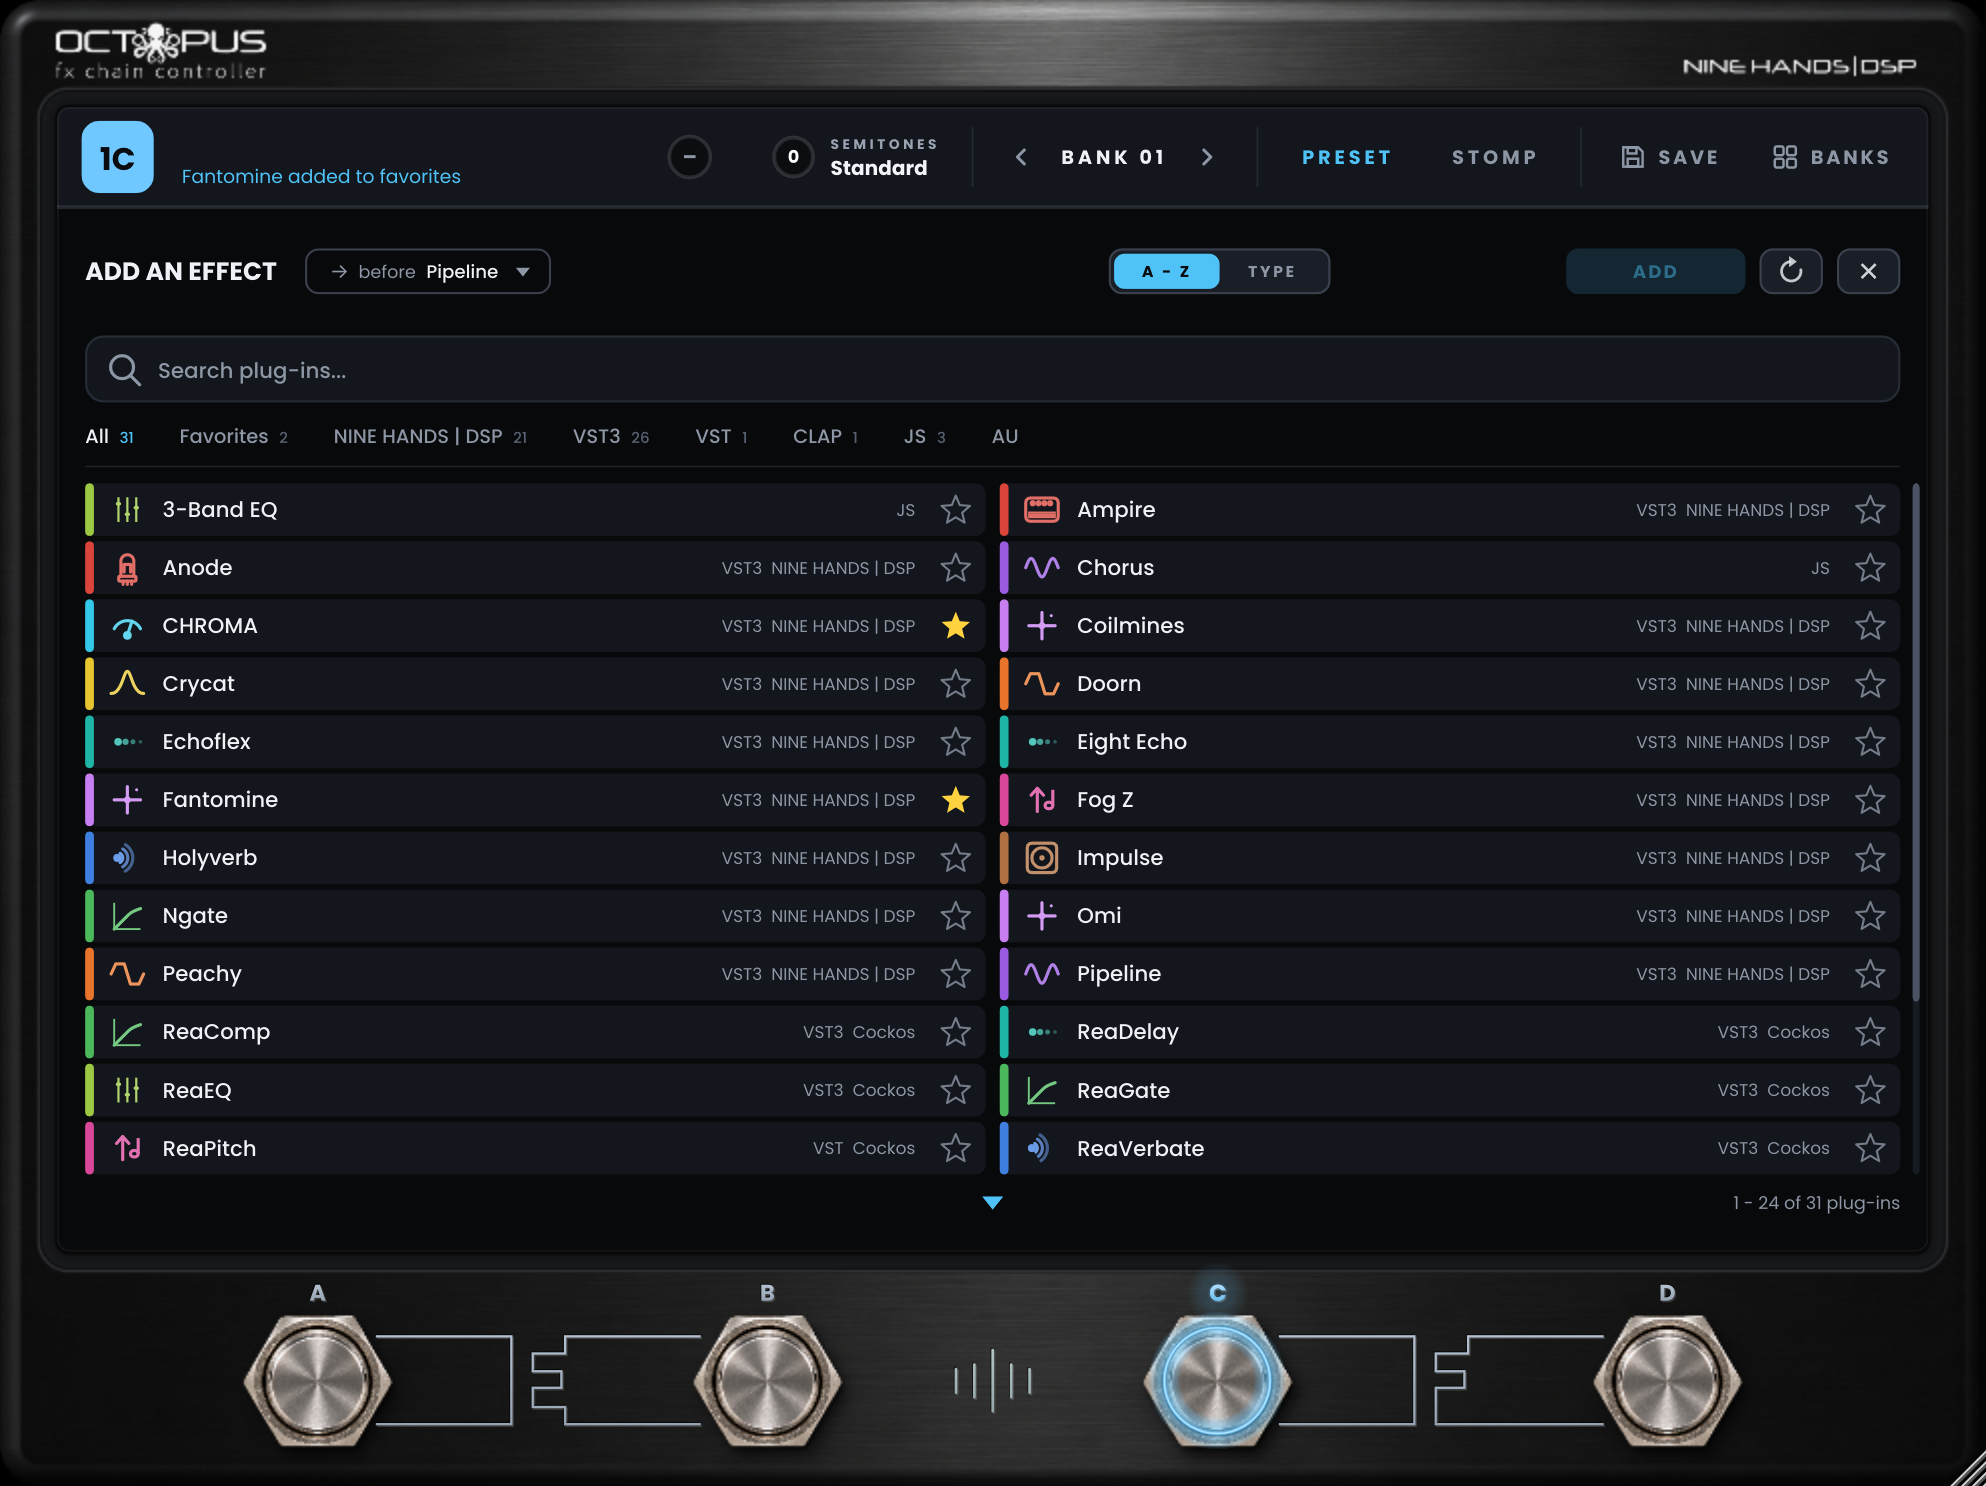 OCTOPUS
fx chain controller
NINE HANDS|DSP
1C
Fantomine added to favorites
–
0
SEMITONES
Standard
BANK 01
PRESET
STOMP
SAVE
BANKS
ADD AN EFFECT
→ before Pipeline
A - Z
TYPE
ADD
Search plug-ins...
All 31
Favorites 2
NINE HANDS | DSP 21
VST3 26
VST 1
CLAP 1
JS 3
AU
3-Band EQ JS
Ampire VST3 NINE HANDS | DSP
Anode VST3 NINE HANDS | DSP
Chorus JS
CHROMA VST3 NINE HANDS | DSP
Coilmines VST3 NINE HANDS | DSP
Crycat VST3 NINE HANDS | DSP
Doorn VST3 NINE HANDS | DSP
Echoflex VST3 NINE HANDS | DSP
Eight Echo VST3 NINE HANDS | DSP
Fantomine VST3 NINE HANDS | DSP
Fog Z VST3 NINE HANDS | DSP
Holyverb VST3 NINE HANDS | DSP
Impulse VST3 NINE HANDS | DSP
Ngate VST3 NINE HANDS | DSP
Omi VST3 NINE HANDS | DSP
Peachy VST3 NINE HANDS | DSP
Pipeline VST3 NINE HANDS | DSP
ReaComp VST3 Cockos
ReaDelay VST3 Cockos
ReaEQ VST3 Cockos
ReaGate VST3 Cockos
ReaPitch VST Cockos
ReaVerbate VST3 Cockos
1 - 24 of 31 plug-ins
A
B
C
D